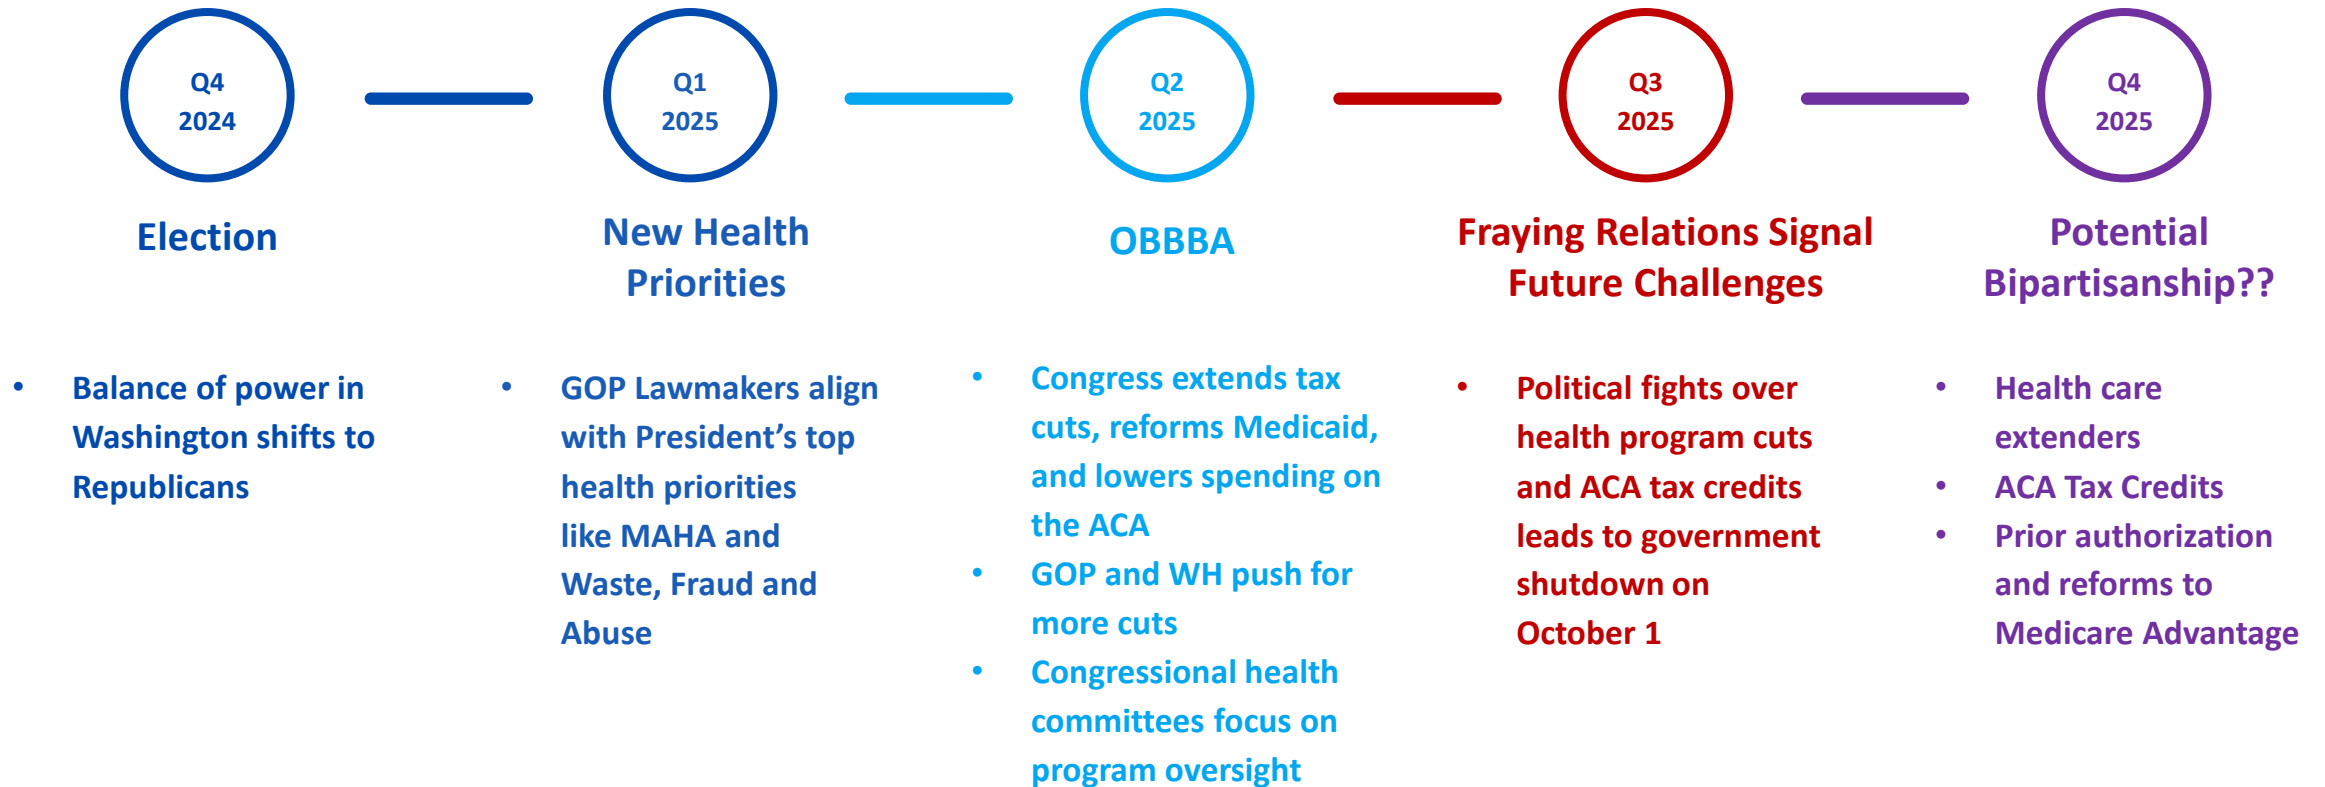 Q4
2024
Election
• Balance of power in
Washington shifts to
Republicans
Q1
2025
New Health
Priorities
• GOP Lawmakers align
with President’s top
health priorities
like MAHA and
Waste, Fraud and
Abuse
Q2
2025
OBBBA
• Congress extends tax
cuts, reforms Medicaid,
and lowers spending on
the ACA
• GOP and WH push for
more cuts
• Congressional health
committees focus on
program oversight
Q3
2025
Fraying Relations Signal
Future Challenges
• Political fights over
health program cuts
and ACA tax credits
leads to government
shutdown on
October 1
Q4
2025
Potential
Bipartisanship??
• Health care
extenders
• ACA Tax Credits
• Prior authorization
and reforms to
Medicare Advantage